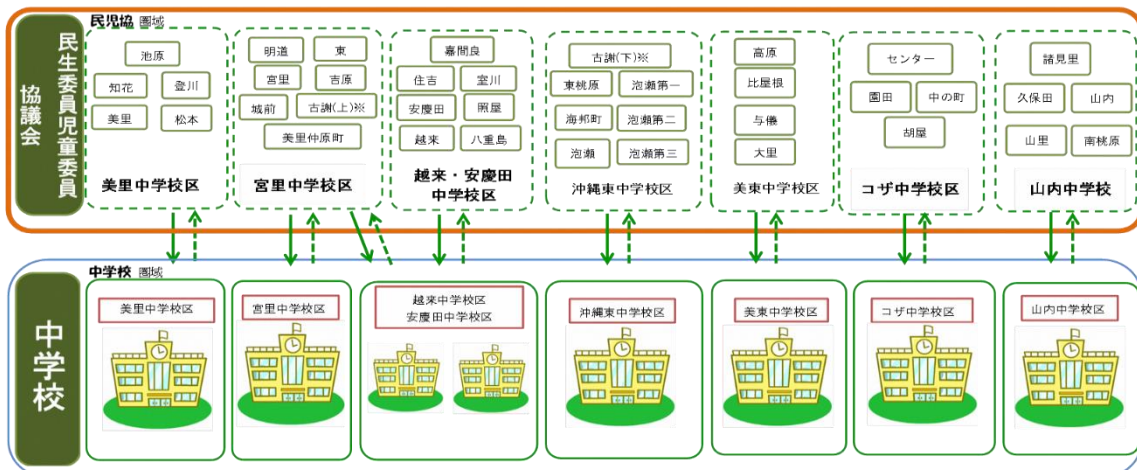 民児協 圏域
民生委員児童委員
協議会
池原
知花
登川
美里
松本
美里中学校区
明道
東
宮里
吉原
城前
古謝(上)※
美里仲原町
宮里中学校区
嘉間良
住吉
室川
安慶田
照屋
越来
八重島
越来・安慶田
中学校区
古謝(下)※
東桃原
泡瀬第一
海邦町
泡瀬第二
泡瀬
泡瀬第三
沖縄東中学校区
高原
比屋根
与儀
大里
美東中学校区
センター
園田
中の町
胡屋
コザ中学校区
諸見里
久保田
山内
山里
南桃原
山内中学校
中学校 圏域
中学校
美里中学校区
宮里中学校区
越来中学校区
安慶田中学校区
沖縄東中学校区
美東中学校区
コザ中学校区
山内中学校区